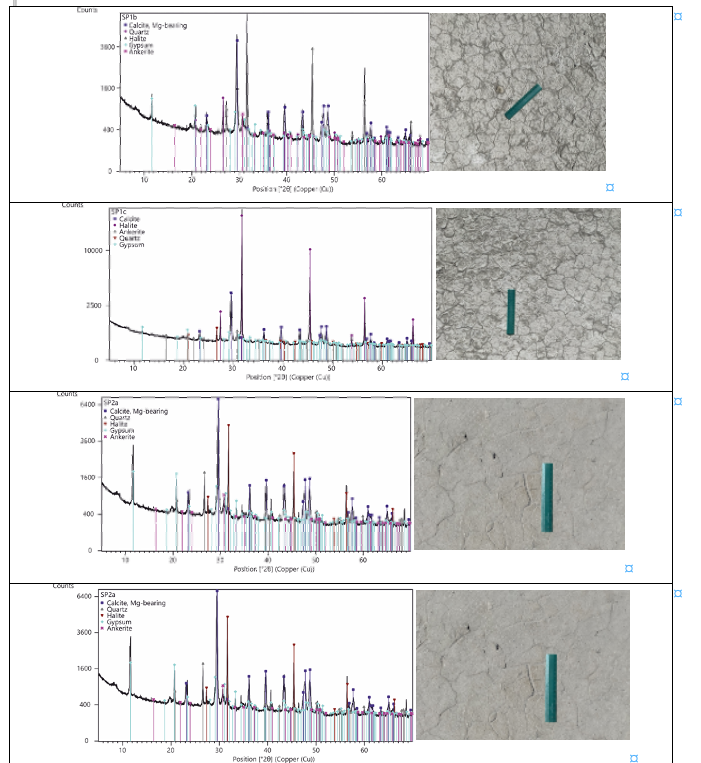 Counts
SP1b
Calcite, Mg-bearing
Quartz
Halite
Gypsum
Ankerite
3600
1600
400
0
10 20 30 40 50 60
Position [°2θ] (Copper (Cu))
Counts
SP1c
Calcite
Halite
Ankerite
Quartz
Gypsum
10000
2500
0
10 20 30 40 50 60
Position [°2θ] (Copper (Cu))
Counts
SP2a
Calcite, Mg-bearing
Quartz
Halite
Gypsum
Ankerite
6400
3600
1600
400
0
10 20 30 40 50 60
Position [°2θ] (Copper (Cu))
Counts
SP2a
Calcite, Mg-bearing
Quartz
Halite
Gypsum
Ankerite
6400
3600
1600
400
0
10 20 30 40 50 60
Position [°2θ] (Copper (Cu))